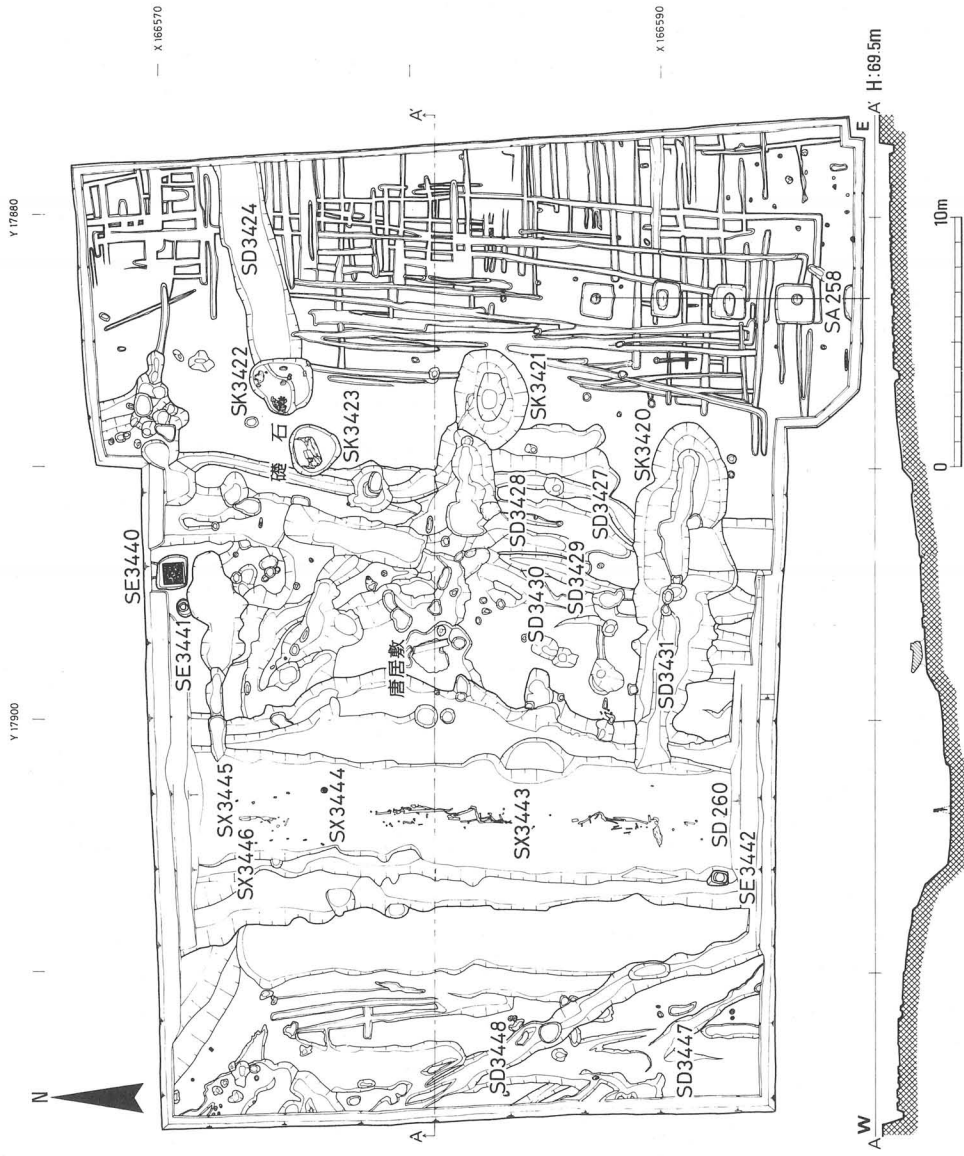 X 166570
X 166590
Y 17880
Y 17900
N
A
A'
SD3424
SK3422
SK3423
礎石
SK3421
SK3420
SA258
SE3440
SE3441
SD3428
SD3427
SD3429
SD3430
SD3431
唐居敷
SX3445
SX3446
SX3444
SX3443
SD260
SE3442
SD3448
SD3447
W
E
A
A'
H:69.5m
0
10m